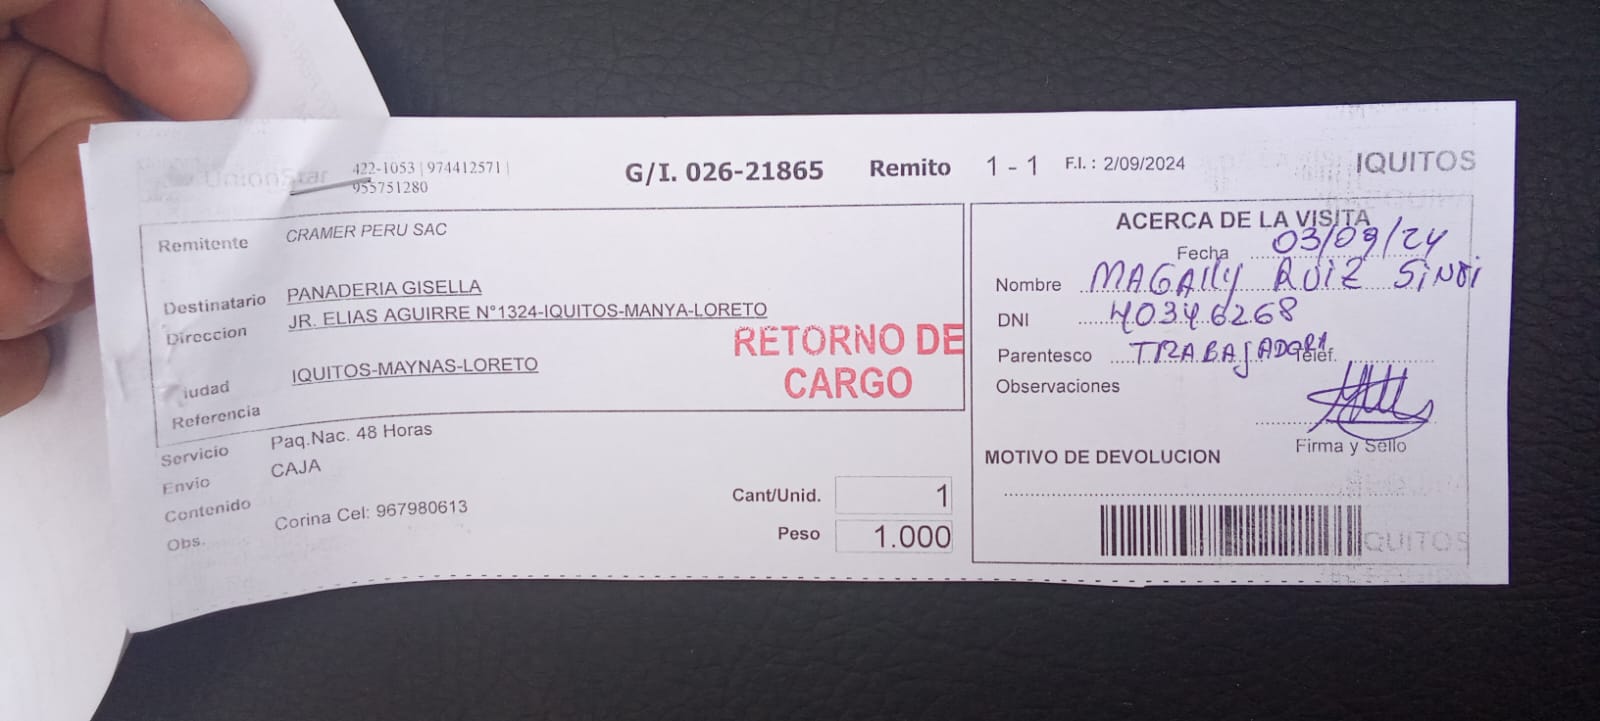 UnionStar
422-1053 | 974412571 |
955751280
G/I. 026-21865 Remito 1 - 1 F.I. : 2/09/2024 IQUITOS
Remitente CRAMER PERU SAC
Destinatario PANADERIA GISELLA
Direccion JR. ELIAS AGUIRRE N°1324-IQUITOS-MANYA-LORETO
RETORNO DE
CARGO
iudad IQUITOS-MAYNAS-LORETO
Referencia
Servicio Paq.Nac. 48 Horas
Envio CAJA
Contenido
Obs. Corina Cel: 967980613
Cant/Unid. 1
Peso 1.000
ACERCA DE LA VISITA
Fecha 03/09/24
Nombre MAGAlly RUIZ
DNI 40346268
Parentesco TRABAJADORA Telef.
Observaciones
Firma y Sello
MOTIVO DE DEVOLUCION
IQUITOS